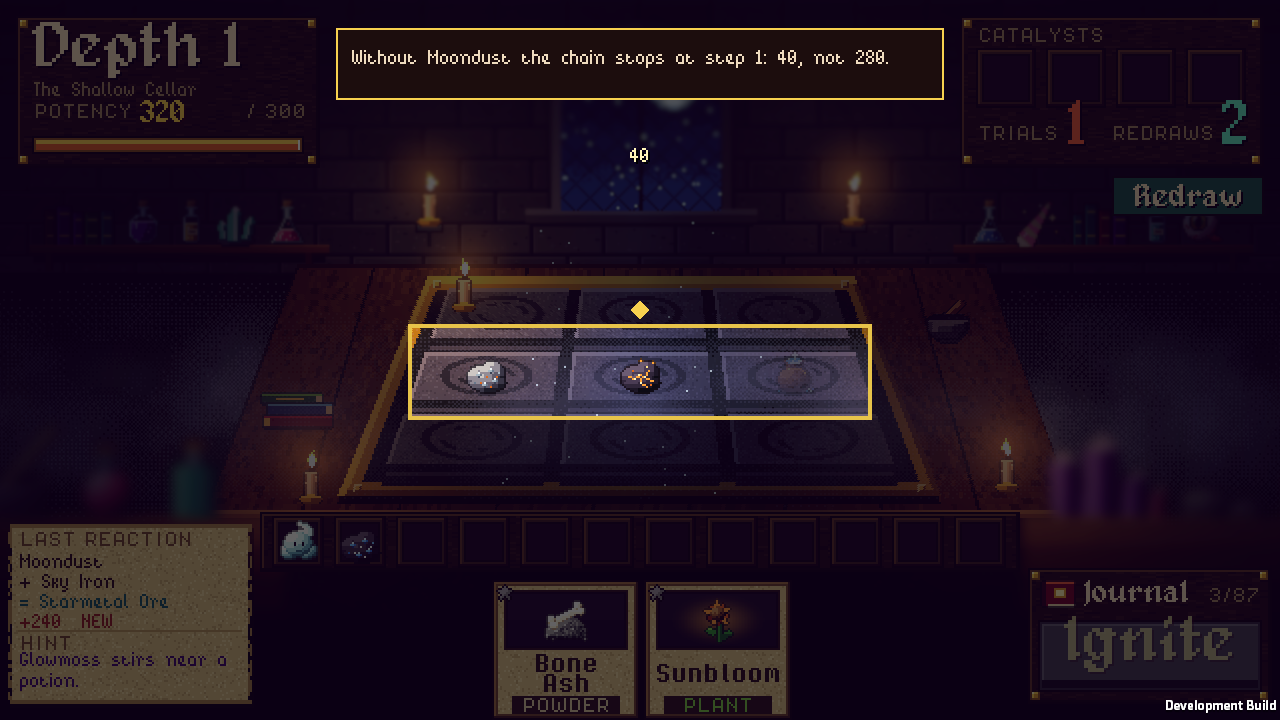 Depth 1
The Shallow Cellar
POTENCY 320 / 300
Without Moondust the chain stops at step 1: 40, not 280.
CATALYSTS
TRIALS 1 REDRAWS 2
Redraw
40
LAST REACTION
Moondust
+ Sky Iron
= Starmetal Ore
+240 NEW
HINT
Glowmoss stirs near a
potion.
Bone
Ash
POWDER
Sunbloom
PLANT
Journal 3/87
Ignite
Development Build